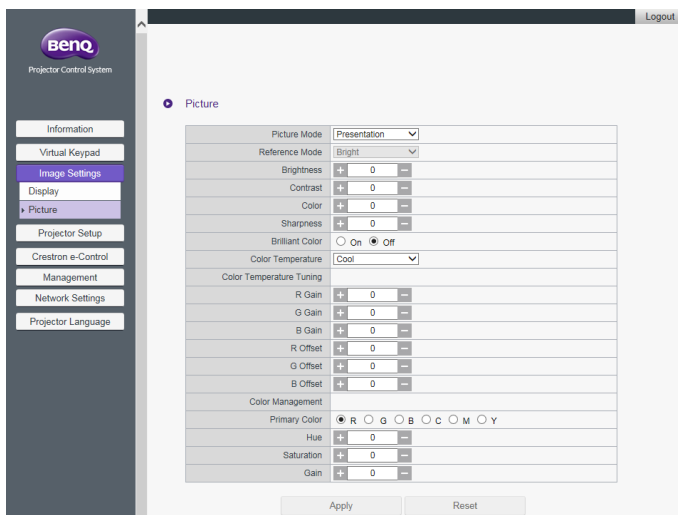 Logout
BenQ
Projector Control System
Information
Virtual Keypad
Image Settings
Display
Picture
Projector Setup
Crestron e-Control
Management
Network Settings
Projector Language
Picture
Picture Mode Presentation
Reference Mode Bright
Brightness + 0 −
Contrast + 0 −
Color + 0 −
Sharpness + 0 −
Brilliant Color On Off
Color Temperature Cool
Color Temperature Tuning
R Gain + 0 −
G Gain + 0 −
B Gain + 0 −
R Offset + 0 −
G Offset + 0 −
B Offset + 0 −
Color Management
Primary Color R G B C M Y
Hue + 0 −
Saturation + 0 −
Gain + 0 −
Apply Reset